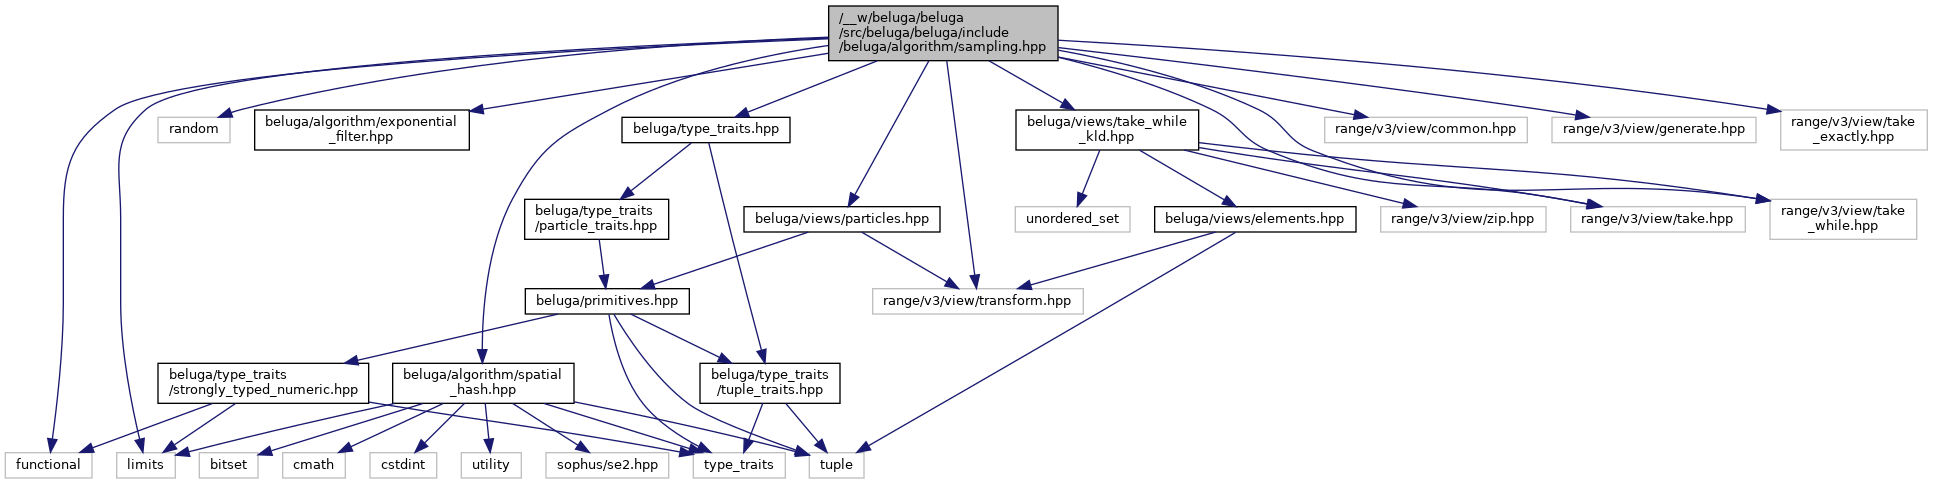 /__w/beluga/beluga
/src/beluga/beluga/include
/beluga/algorithm/sampling.hpp
random
beluga/algorithm/exponential
_filter.hpp
beluga/type_traits.hpp
beluga/views/take_while
_kld.hpp
range/v3/view/common.hpp
range/v3/view/generate.hpp
range/v3/view/take
_exactly.hpp
beluga/type_traits
/particle_traits.hpp
beluga/views/particles.hpp
unordered_set
beluga/views/elements.hpp
range/v3/view/zip.hpp
range/v3/view/take.hpp
range/v3/view/take
_while.hpp
beluga/primitives.hpp
range/v3/view/transform.hpp
beluga/type_traits
/strongly_typed_numeric.hpp
beluga/algorithm/spatial
_hash.hpp
beluga/type_traits
/tuple_traits.hpp
functional
limits
bitset
cmath
cstdint
utility
sophus/se2.hpp
type_traits
tuple